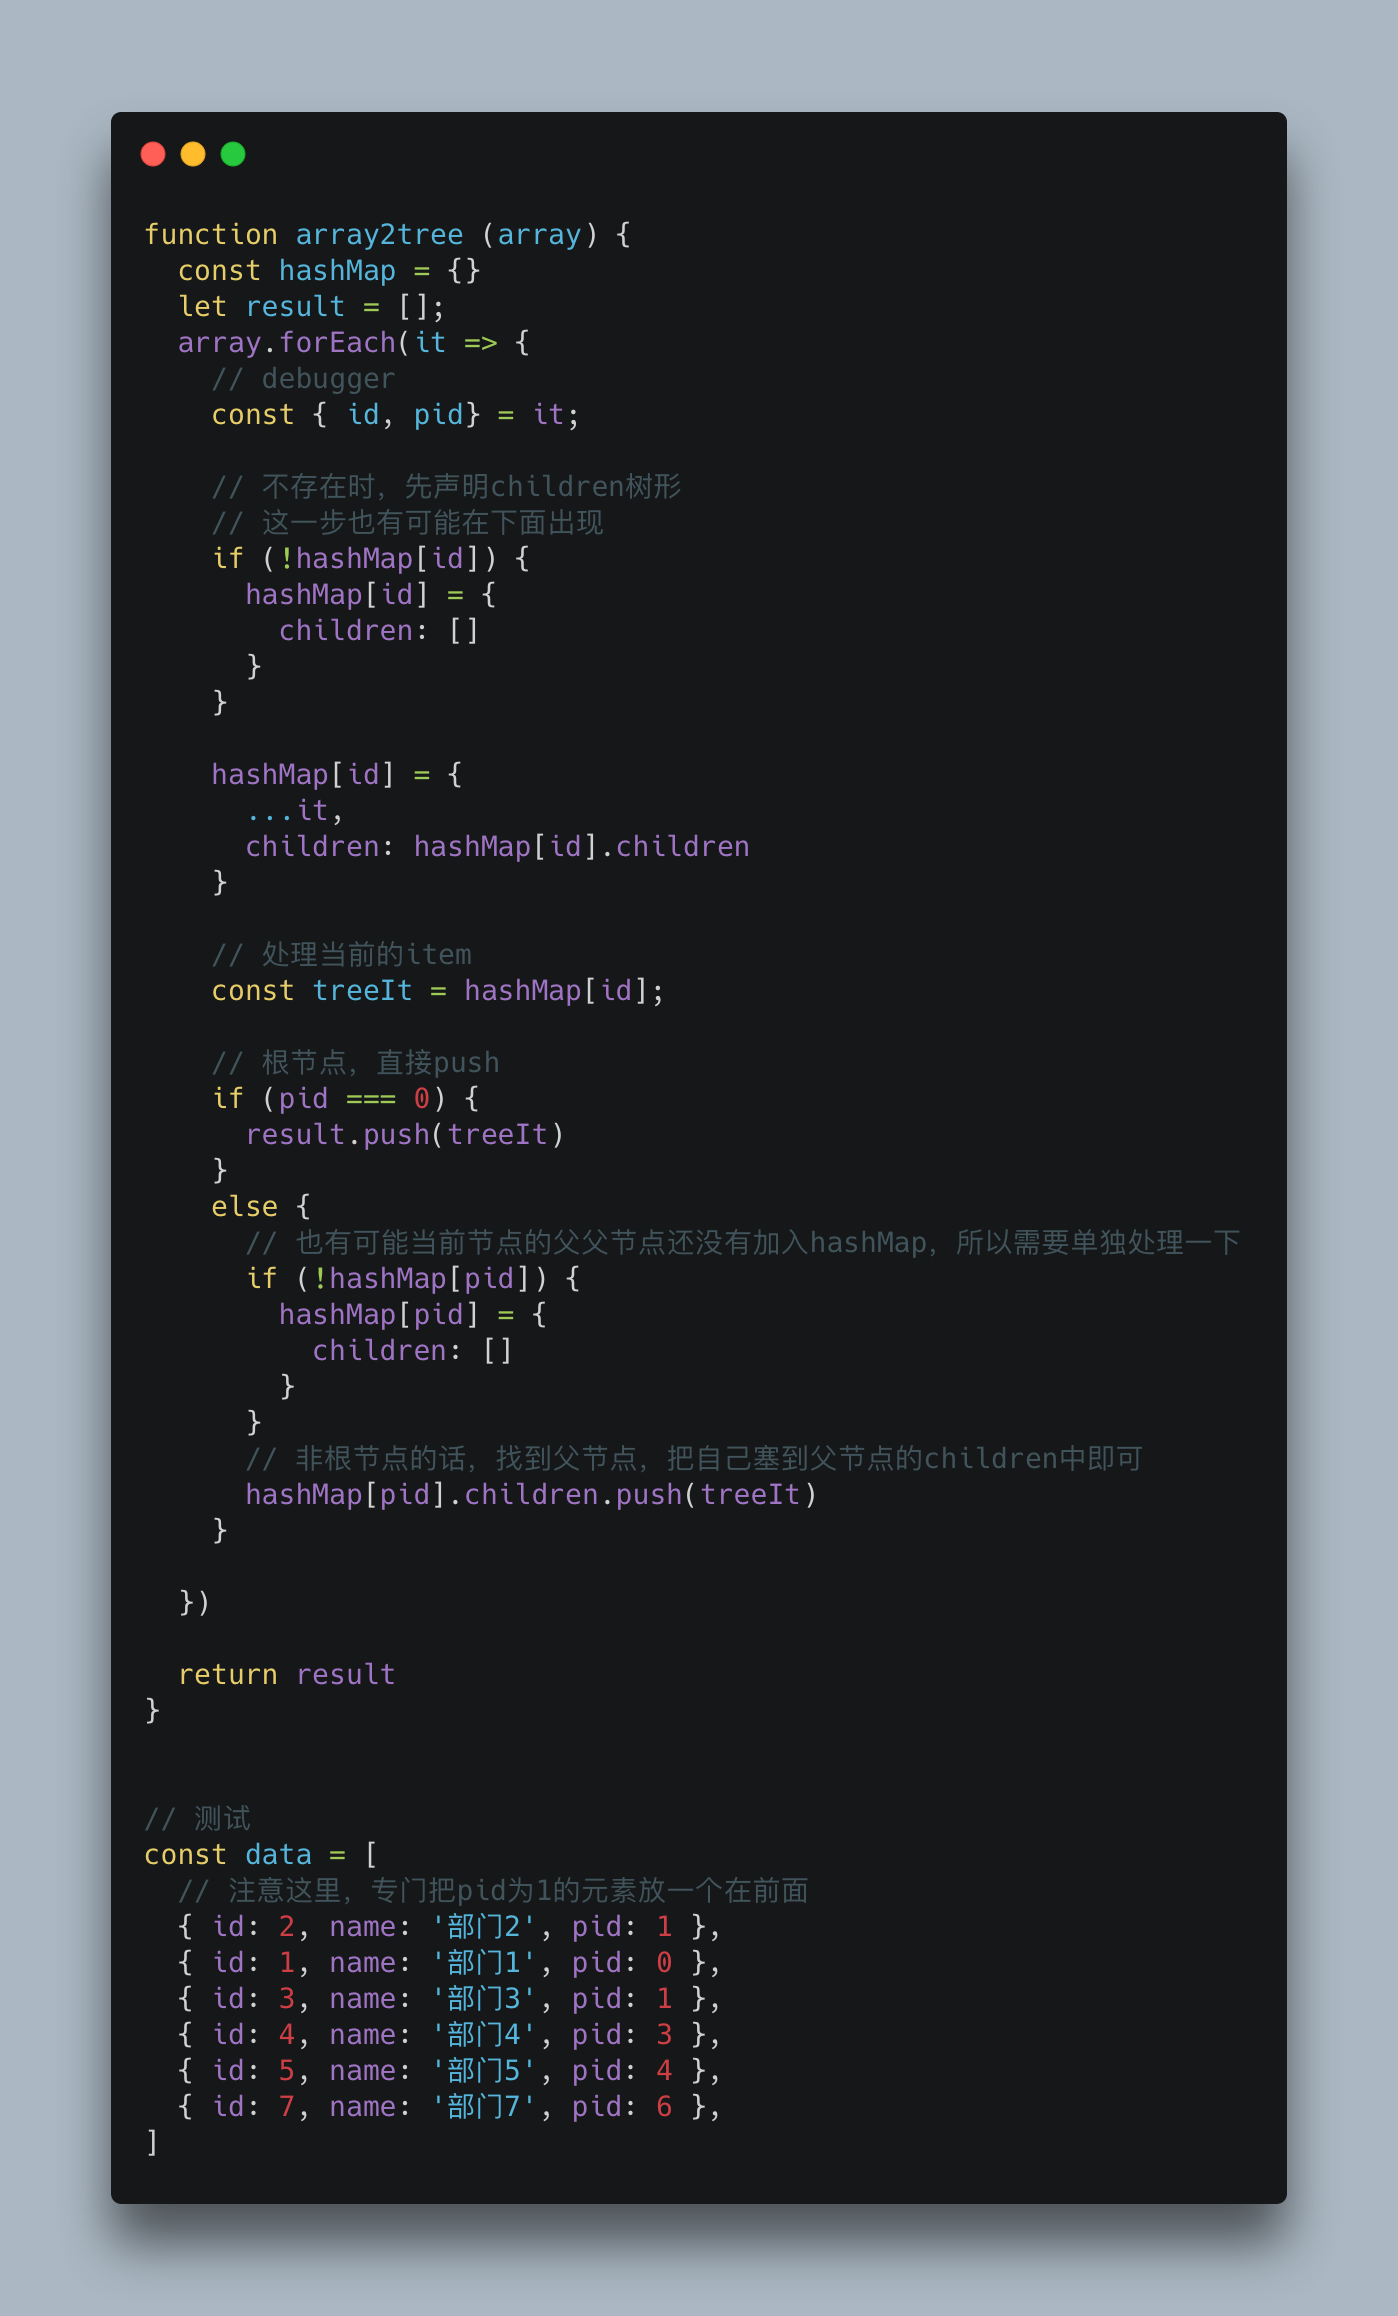 function array2tree (array) {
  const hashMap = {}
  let result = [];
  array.forEach(it => {
    // debugger
    const { id, pid} = it;

    // 不存在时，先声明children树形
    // 这一步也有可能在下面出现
    if (!hashMap[id]) {
      hashMap[id] = {
        children: []
      }
    }

    hashMap[id] = {
      ...it,
      children: hashMap[id].children
    }

    // 处理当前的item
    const treeIt = hashMap[id];

    // 根节点，直接push
    if (pid === 0) {
      result.push(treeIt)
    }
    else {
      // 也有可能当前节点的父父节点还没有加入hashMap，所以需要单独处理一下
      if (!hashMap[pid]) {
        hashMap[pid] = {
          children: []
        }
      }
      // 非根节点的话，找到父节点，把自己塞到父节点的children中即可
      hashMap[pid].children.push(treeIt)
    }

  })

  return result
}


// 测试
const data = [
  // 注意这里，专门把pid为1的元素放一个在前面
  { id: 2, name: '部门2', pid: 1 },
  { id: 1, name: '部门1', pid: 0 },
  { id: 3, name: '部门3', pid: 1 },
  { id: 4, name: '部门4', pid: 3 },
  { id: 5, name: '部门5', pid: 4 },
  { id: 7, name: '部门7', pid: 6 },
]